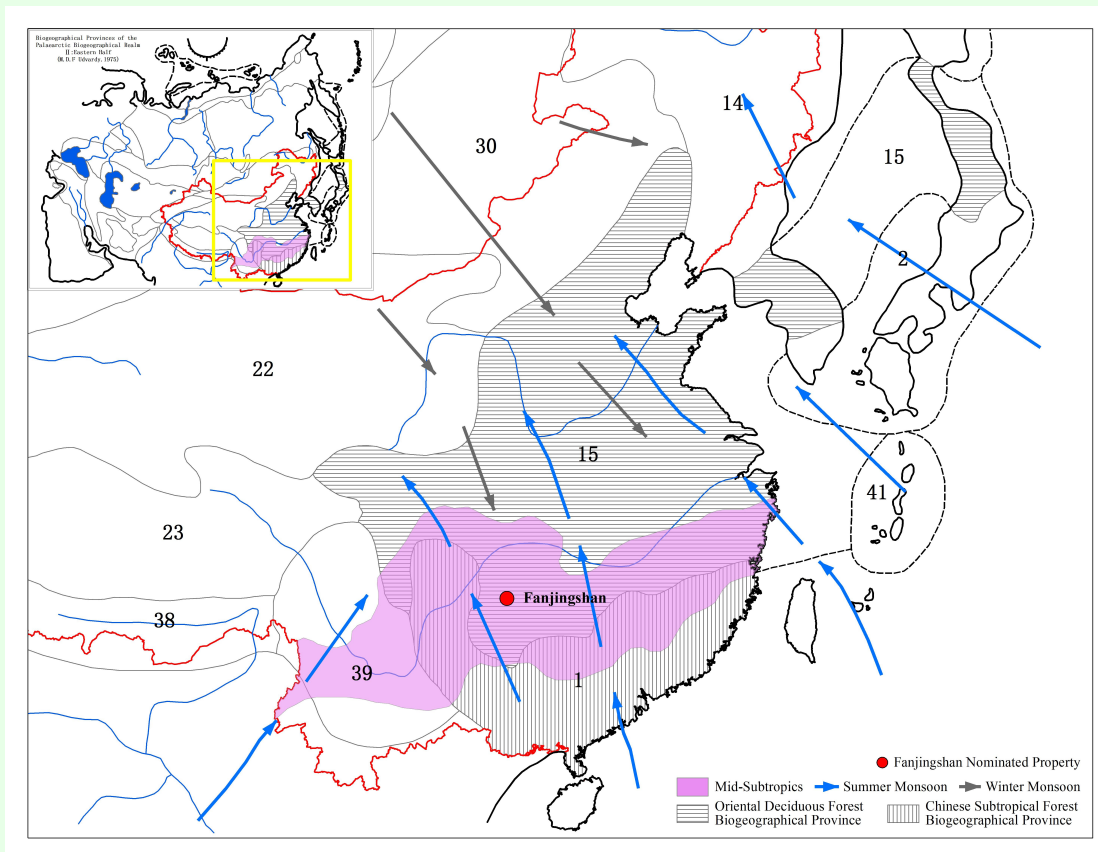 Biogeographical Provinces of the
Palaearctic Biogeographical Realm
II:Eastern Half
(M.D.F Udvardy.1975)
14
30
15
2
22
15
41
23
Fanjingshan
38
39
1
Fanjingshan Nominated Property
Mid-Subtropics
Summer Monsoon
Winter Monsoon
Oriental Deciduous Forest
Biogeographical Province
Chinese Subtropical Forest
Biogeographical Province